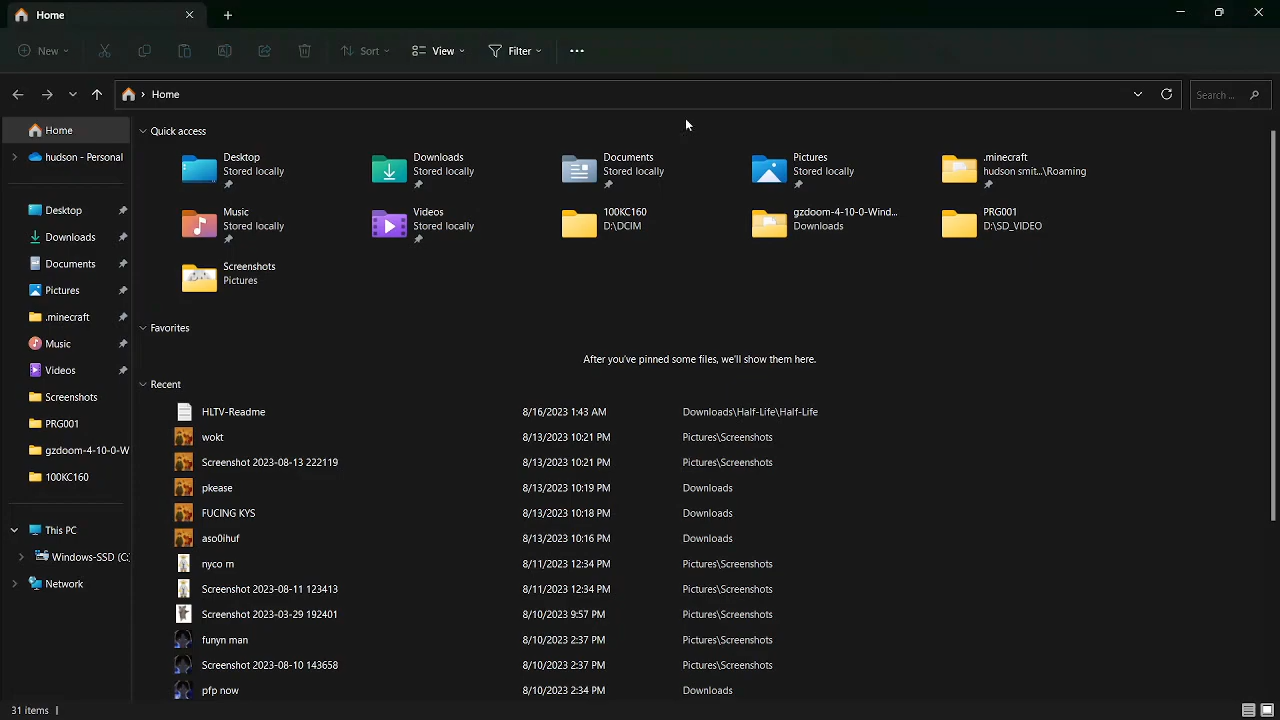 Home
New
Sort
View
Filter
Home
Search ...
Home
hudson - Personal
Desktop
Downloads
Documents
Pictures
.minecraft
Music
Videos
Screenshots
PRG001
gzdoom-4-10-0-W
100KC160
This PC
Windows-SSD (C:
Network
Quick access
Desktop
Stored locally
Downloads
Stored locally
Documents
Stored locally
Pictures
Stored locally
.minecraft
hudson smit...\Roaming
Music
Stored locally
Videos
Stored locally
100KC160
D:\DCIM
gzdoom-4-10-0-Wind...
Downloads
PRG001
D:\SD_VIDEO
Screenshots
Pictures
Favorites
After you've pinned some files, we'll show them here.
Recent
HLTV-Readme 8/16/2023 1:43 AM Downloads\Half-Life\Half-Life
wokt 8/13/2023 10:21 PM Pictures\Screenshots
Screenshot 2023-08-13 222119 8/13/2023 10:21 PM Pictures\Screenshots
pkease 8/13/2023 10:19 PM Downloads
FUCING KYS 8/13/2023 10:18 PM Downloads
aso0ihuf 8/13/2023 10:16 PM Downloads
nyco m 8/11/2023 12:34 PM Pictures\Screenshots
Screenshot 2023-08-11 123413 8/11/2023 12:34 PM Pictures\Screenshots
Screenshot 2023-03-29 192401 8/10/2023 9:57 PM Pictures\Screenshots
funyn man 8/10/2023 2:37 PM Pictures\Screenshots
Screenshot 2023-08-10 143658 8/10/2023 2:37 PM Pictures\Screenshots
pfp now 8/10/2023 2:34 PM Downloads
31 items